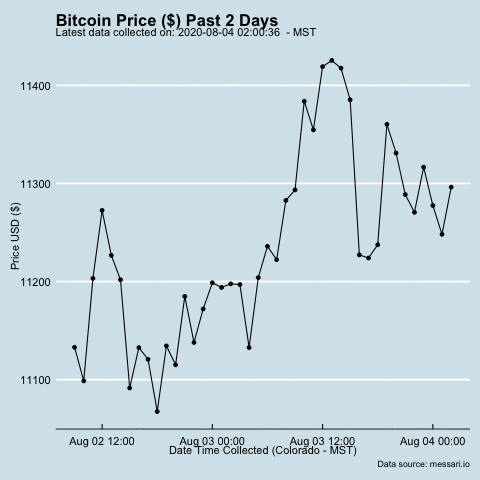 Bitcoin Price ($) Past 2 Days
Latest data collected on: 2020-08-04 02:00:36  - MST
Price USD ($)
11400
11300
11200
11100
Aug 02 12:00 Aug 03 00:00 Aug 03 12:00 Aug 04 00:00
Date Time Collected (Colorado - MST)
Data source: messari.io